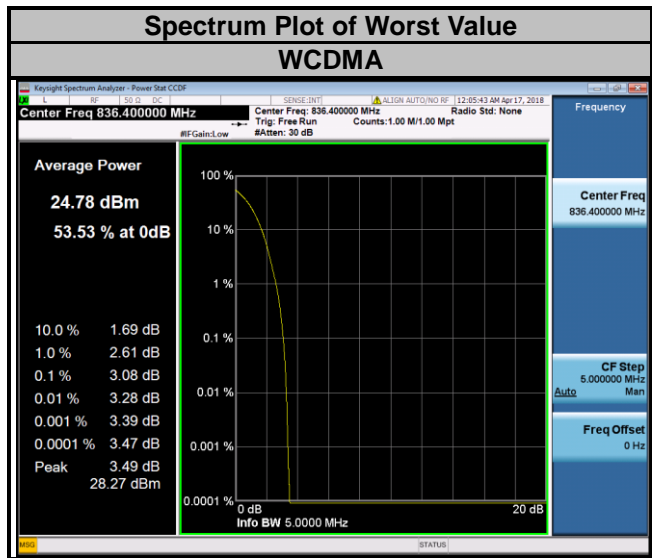 Spectrum Plot of Worst Value
WCDMA
Keysight Spectrum Analyzer - Power Stat CCDF
L RF 50 Ω DC SENSE:INT ALIGN AUTO/NO RF 12:05:43 AM Apr 17, 2018
Center Freq 836.400000 MHz
Center Freq: 836.400000 MHz Radio Std: None
Trig: Free Run Counts:1.00 M/1.00 Mpt
#IFGain:Low #Atten: 30 dB
Frequency
Average Power
24.78 dBm
53.53 % at 0dB
10.0 % 1.69 dB
1.0 % 2.61 dB
0.1 % 3.08 dB
0.01 % 3.28 dB
0.001 % 3.39 dB
0.0001 % 3.47 dB
Peak 3.49 dB
28.27 dBm
100 %
10 %
1 %
0.1 %
0.01 %
0.001 %
0.0001 %
0 dB 20 dB
Info BW 5.0000 MHz
Center Freq
836.400000 MHz
CF Step
5.000000 MHz
Auto Man
Freq Offset
0 Hz
MSG STATUS